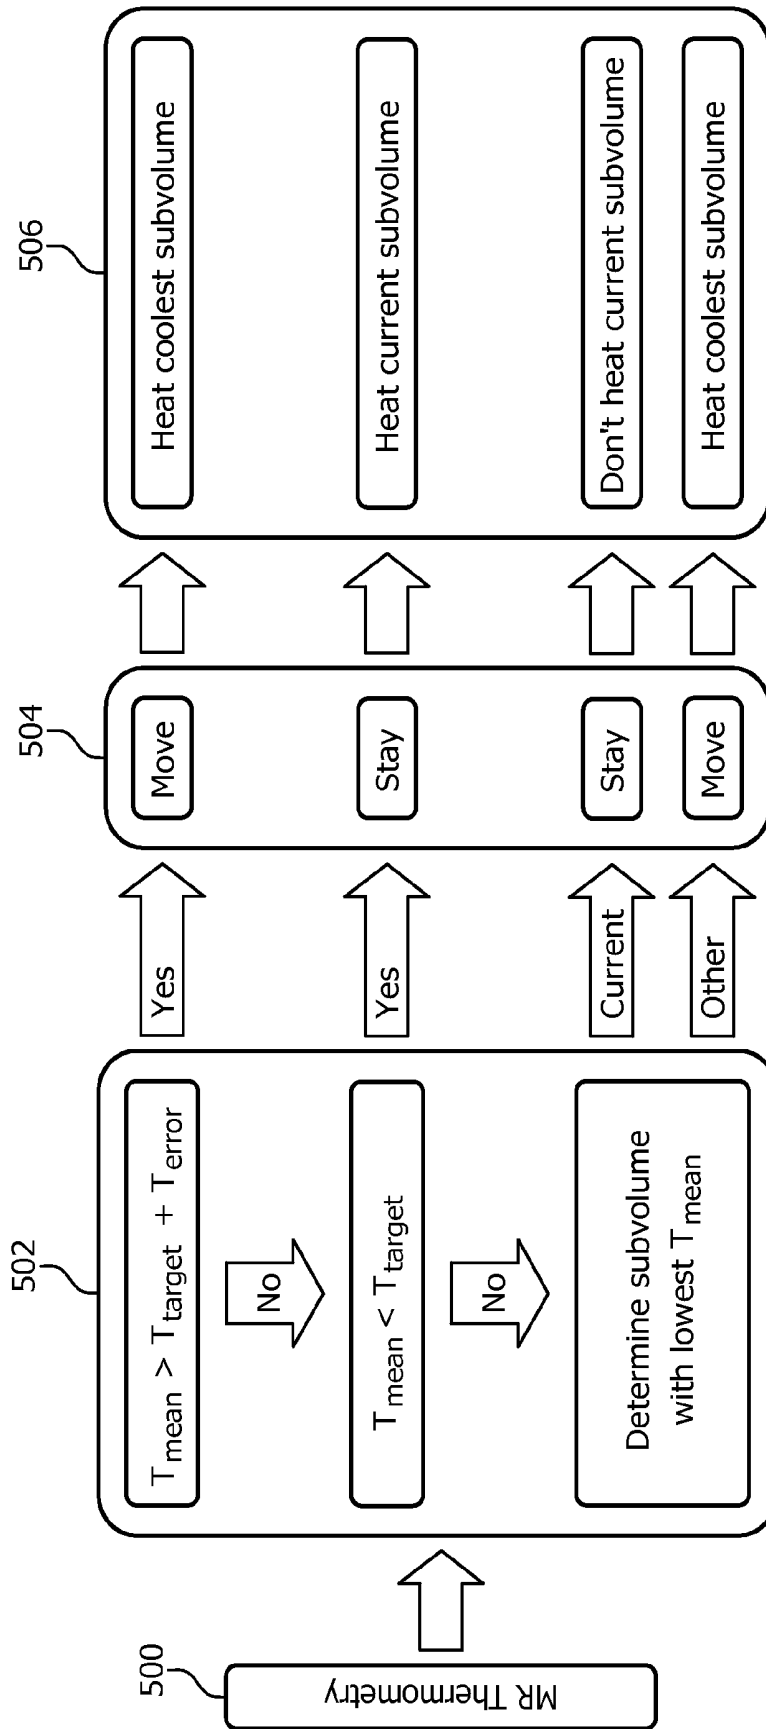 500
MR Thermometry
502
T_mean > T_target + T_error
No
T_mean < T_target
No
Determine subvolume
with lowest T_mean
Yes
Yes
Current
Other
504
Move
Stay
Stay
Move
506
Heat coolest subvolume
Heat current subvolume
Don't heat current subvolume
Heat coolest subvolume